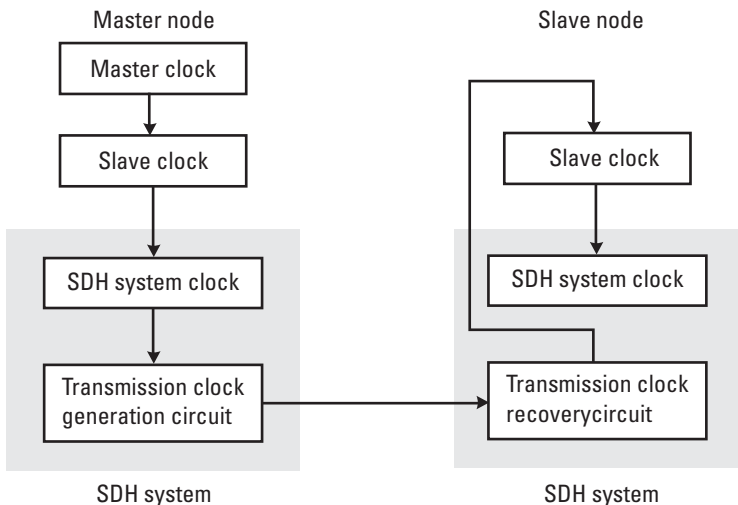 Master node
Master clock
Slave clock
SDH system clock
Transmission clock
generation circuit
SDH system
Slave node
Slave clock
SDH system clock
Transmission clock
recoverycircuit
SDH system